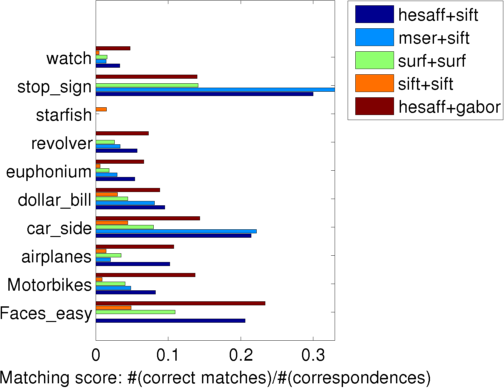 hesaff+sift
mser+sift
surf+surf
sift+sift
hesaff+gabor
watch
stop_sign
starfish
revolver
euphonium
dollar_bill
car_side
airplanes
Motorbikes
Faces_easy
0 0.1 0.2 0.3
Matching score: #(correct matches)/#(correspondences)